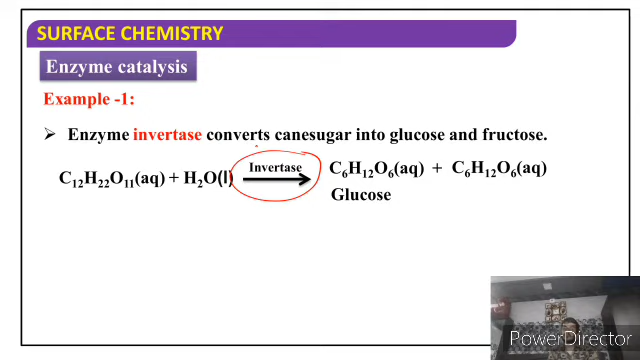 SURFACE CHEMISTRY
Enzyme catalysis
Example -1:
➢ Enzyme invertase converts canesugar into glucose and fructose.
Invertase
C₁₂H₂₂O₁₁(aq) + H₂O(l) ⟶ C₆H₁₂O₆(aq) + C₆H₁₂O₆(aq)
Glucose
PowerDirector